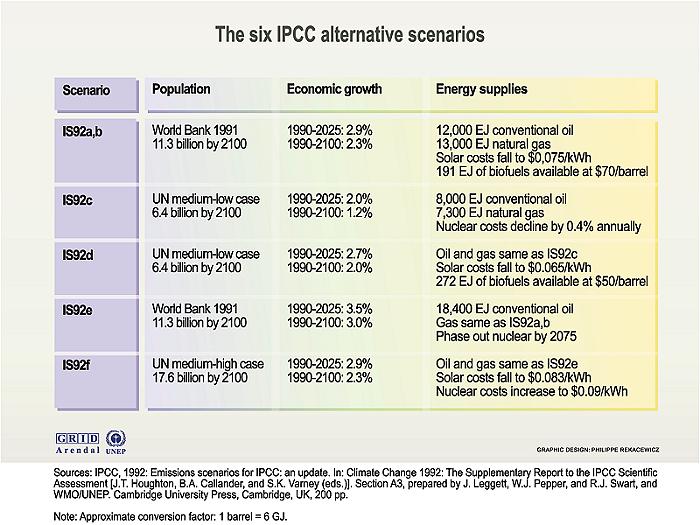 The six IPCC alternative scenarios
Scenario Population Economic growth Energy supplies
IS92a,b World Bank 1991 1990-2025: 2.9% 12,000 EJ conventional oil
11.3 billion by 2100 1990-2100: 2.3% 13,000 EJ natural gas
Solar costs fall to $0,075/kWh
191 EJ of biofuels available at $70/barrel
IS92c UN medium-low case 1990-2025: 2.0% 8,000 EJ conventional oil
6.4 billion by 2100 1990-2100: 1.2% 7,300 EJ natural gas
Nuclear costs decline by 0.4% annually
IS92d UN medium-low case 1990-2025: 2.7% Oil and gas same as IS92c
6.4 billion by 2100 1990-2100: 2.0% Solar costs fall to $0.065/kWh
272 EJ of biofuels available at $50/barrel
IS92e World Bank 1991 1990-2025: 3.5% 18,400 EJ conventional oil
11.3 billion by 2100 1990-2100: 3.0% Gas same as IS92a,b
Phase out nuclear by 2075
IS92f UN medium-high case 1990-2025: 2.9% Oil and gas same as IS92e
17.6 billion by 2100 1990-2100: 2.3% Solar costs fall to $0.083/kWh
Nuclear costs increase to $0.09/kWh
GRID
Arendal UNEP
GRAPHIC DESIGN: PHILIPPE REKACEWICZ
Sources: IPCC, 1992: Emissions scenarios for IPCC: an update. In: Climate Change 1992: The Supplementary Report to the IPCC Scientific
Assessment [J.T. Houghton, B.A. Callander, and S.K. Varney (eds.)]. Section A3, prepared by J. Leggett, W.J. Pepper, and R.J. Swart, and
WMO/UNEP. Cambridge University Press, Cambridge, UK, 200 pp.
Note: Approximate conversion factor: 1 barrel = 6 GJ.